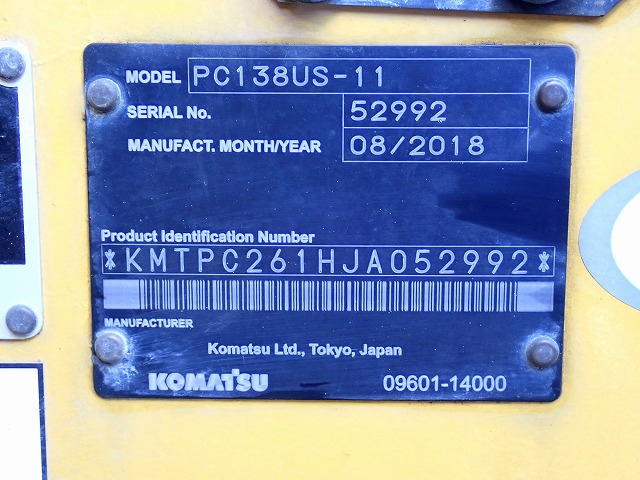 MODEL PC138US-11
SERIAL No. 52992
MANUFACT. MONTH/YEAR 08/2018
Product Identification Number
*KMTPC261HJA052992*
MANUFACTURER
Komatsu Ltd., Tokyo, Japan
KOMATSU 09601-14000